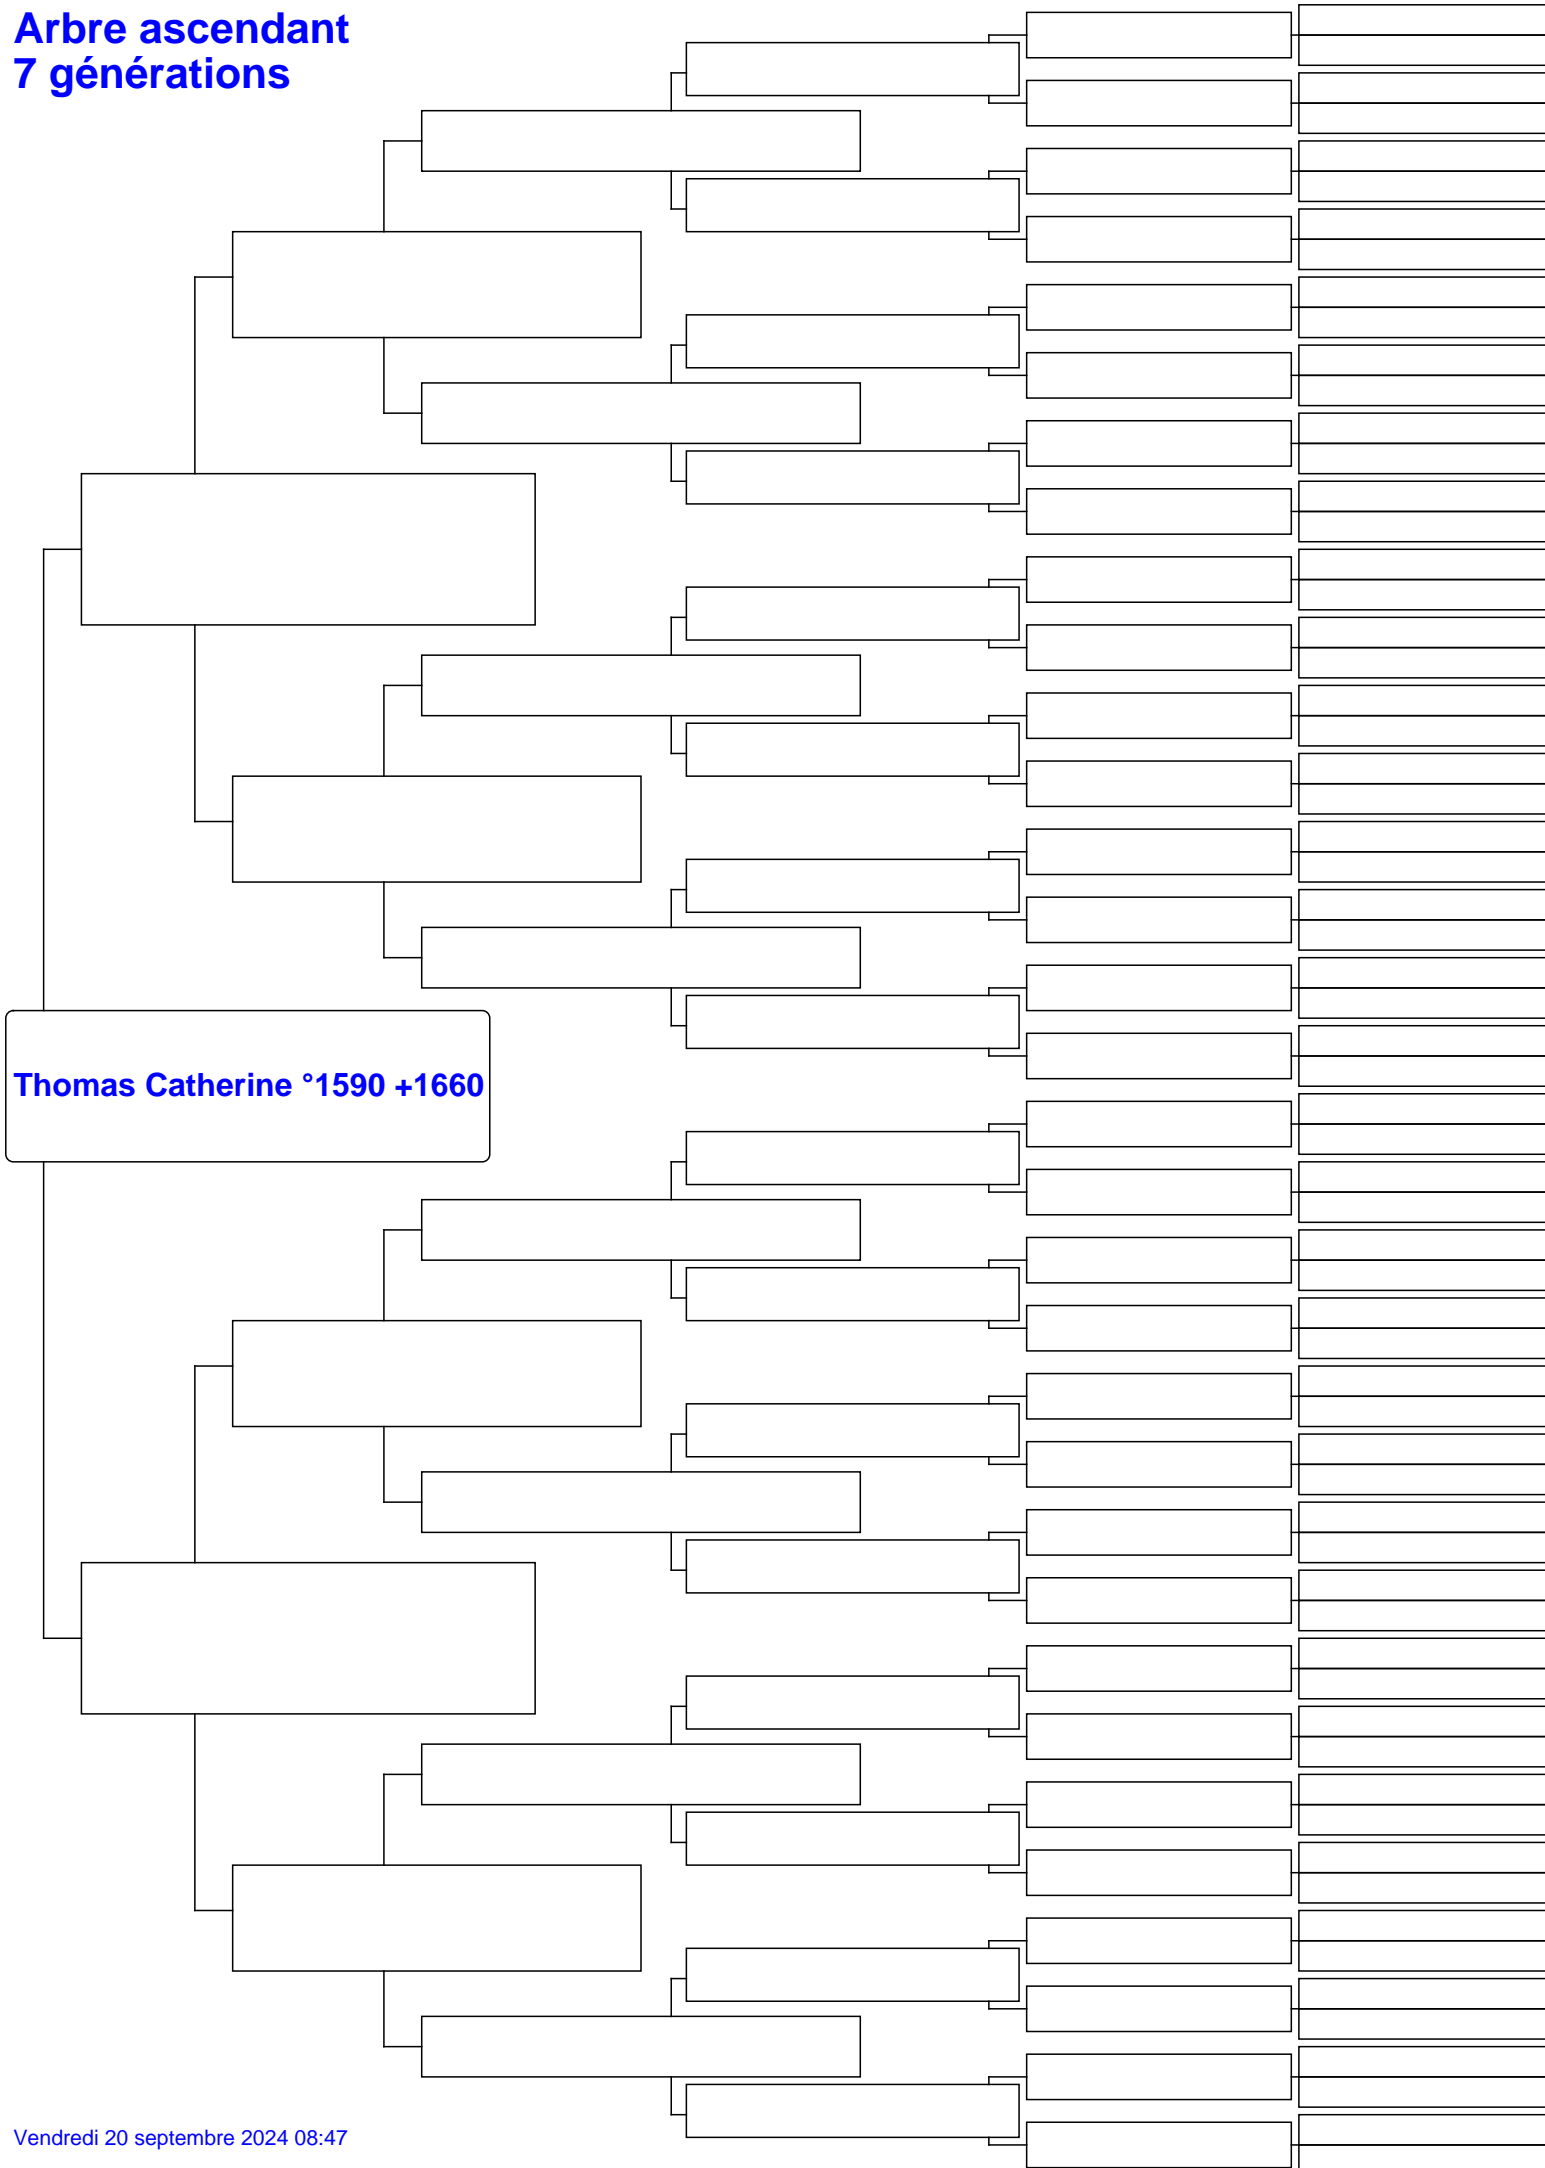 Arbre ascendant
7 générations
Thomas Catherine °1590 +1660
Vendredi 20 septembre 2024 08:47